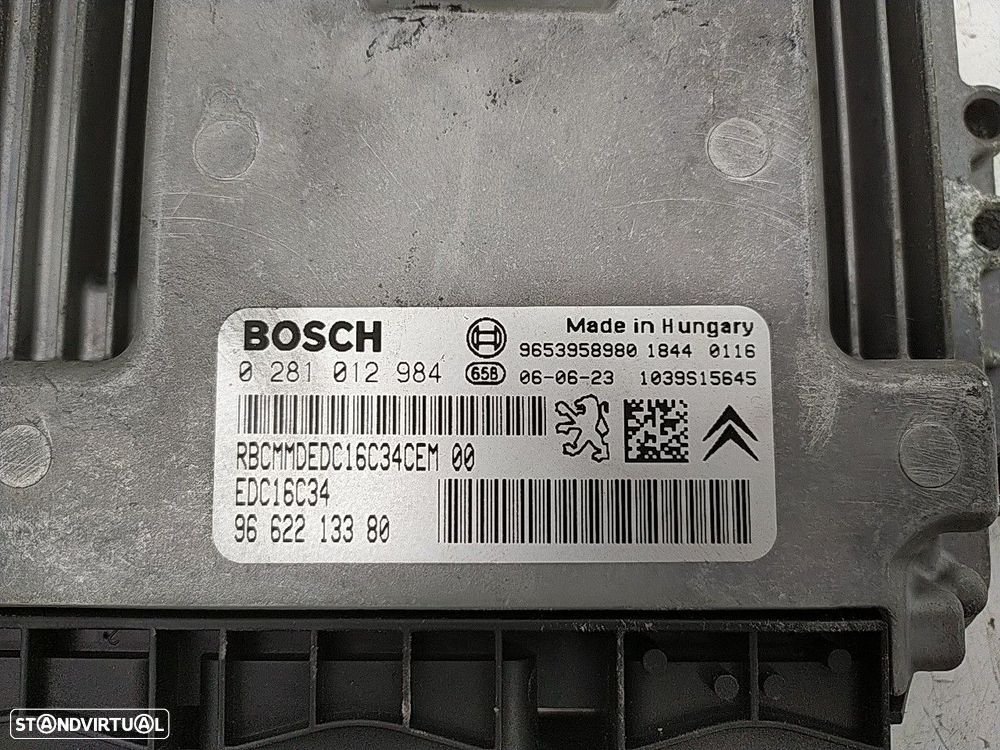 BOSCH
Made in Hungary
0 281 012 984
65B
9653958980 1844 0116
06-06-23 1039S15645
RBCMMDEDC16C34CEM 00
EDC16C34
96 622 133 80
STANDVIRTUAL